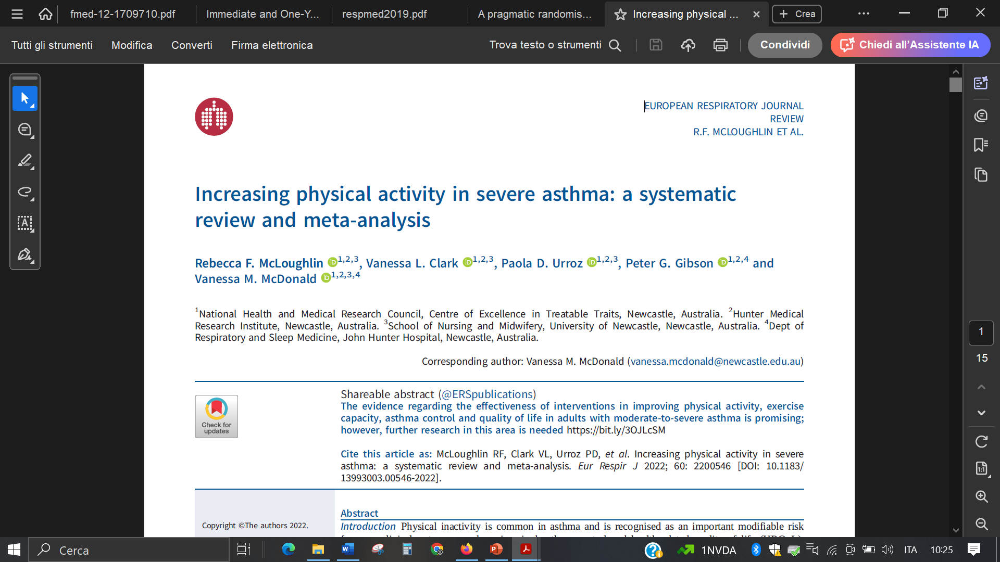 fmed-12-1709710.pdf
Immediate and One-Y...
respmed2019.pdf
A pragmatic randomis...
Increasing physical ...
Crea
Tutti gli strumenti
Modifica
Converti
Firma elettronica
Trova testo o strumenti
Condividi
Chiedi all'Assistente IA
EUROPEAN RESPIRATORY JOURNAL
REVIEW
R.F. MCLOUGHLIN ET AL.
Increasing physical activity in severe asthma: a systematic
review and meta-analysis
Rebecca F. McLoughlin iD1,2,3, Vanessa L. Clark iD1,2,3, Paola D. Urroz iD1,2,3, Peter G. Gibson iD1,2,4 and
Vanessa M. McDonald iD1,2,3,4
1National Health and Medical Research Council, Centre of Excellence in Treatable Traits, Newcastle, Australia. 2Hunter Medical
Research Institute, Newcastle, Australia. 3School of Nursing and Midwifery, University of Newcastle, Newcastle, Australia. 4Dept of
Respiratory and Sleep Medicine, John Hunter Hospital, Newcastle, Australia.
Corresponding author: Vanessa M. McDonald (vanessa.mcdonald@newcastle.edu.au)
Check for
updates
Shareable abstract (@ERSpublications)
The evidence regarding the effectiveness of interventions in improving physical activity, exercise
capacity, asthma control and quality of life in adults with moderate-to-severe asthma is promising;
however, further research in this area is needed https://bit.ly/3OJLcSM
Cite this article as: McLoughlin RF, Clark VL, Urroz PD, et al. Increasing physical activity in severe
asthma: a systematic review and meta-analysis. Eur Respir J 2022; 60: 2200546 [DOI: 10.1183/
13993003.00546-2022].
Copyright ©The authors 2022.
Abstract
Introduction Physical inactivity is common in asthma and is recognised as an important modifiable risk
1
15
1:1
Cerca
1NVDA
ITA
10:25